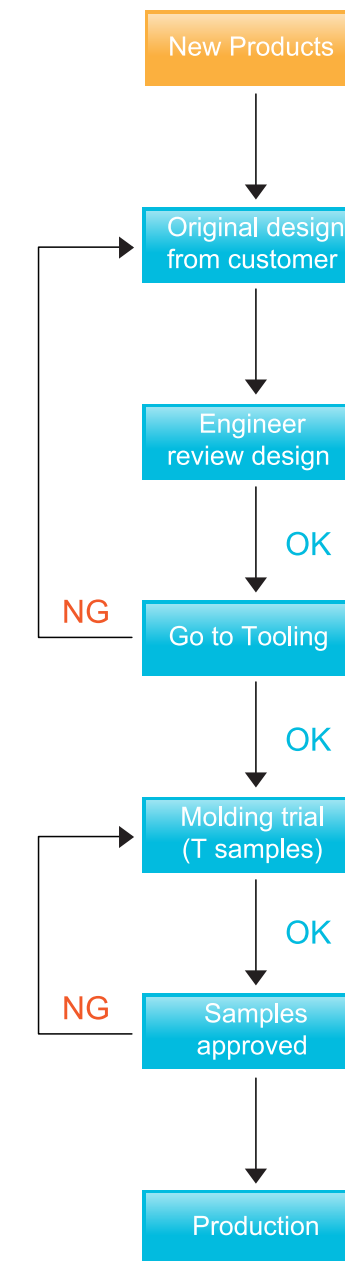 New Products
Original design
from customer
Engineer
review design
OK
NG
Go to Tooling
OK
Molding trial
(T samples)
OK
NG
Samples
approved
Production